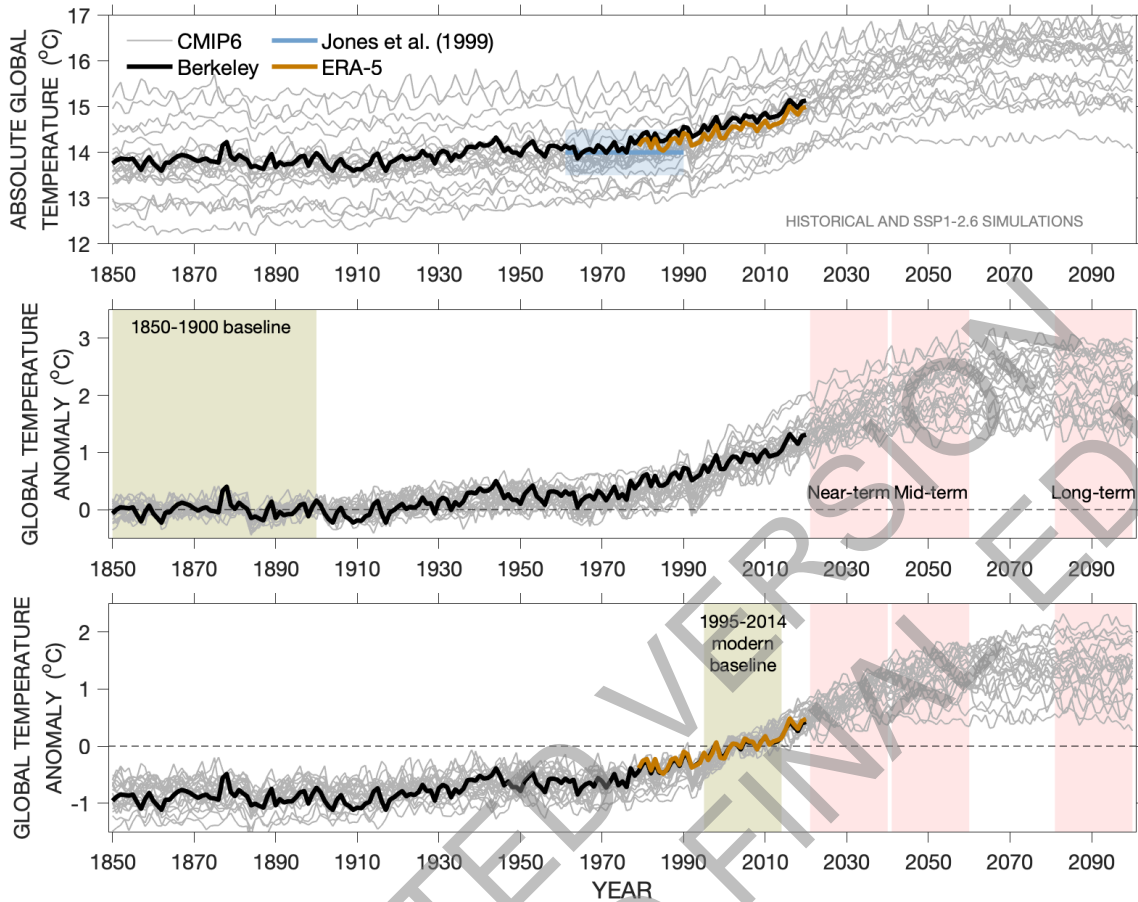 17
16
15
14
13
12
ABSOLUTE GLOBAL
TEMPERATURE (°C)
CMIP6
Jones et al. (1999)
Berkeley
ERA-5
HISTORICAL AND SSP1-2.6 SIMULATIONS
1850 1870 1890 1910 1930 1950 1970 1990 2010 2030 2050 2070 2090
3
2
1
0
GLOBAL TEMPERATURE
ANOMALY (°C)
1850-1900 baseline
Near-term
Mid-term
Long-term
1850 1870 1890 1910 1930 1950 1970 1990 2010 2030 2050 2070 2090
2
1
0
-1
GLOBAL TEMPERATURE
ANOMALY (°C)
1995-2014
modern
baseline
1850 1870 1890 1910 1930 1950 1970 1990 2010 2030 2050 2070 2090
YEAR
TED VERSION
FINAL ED